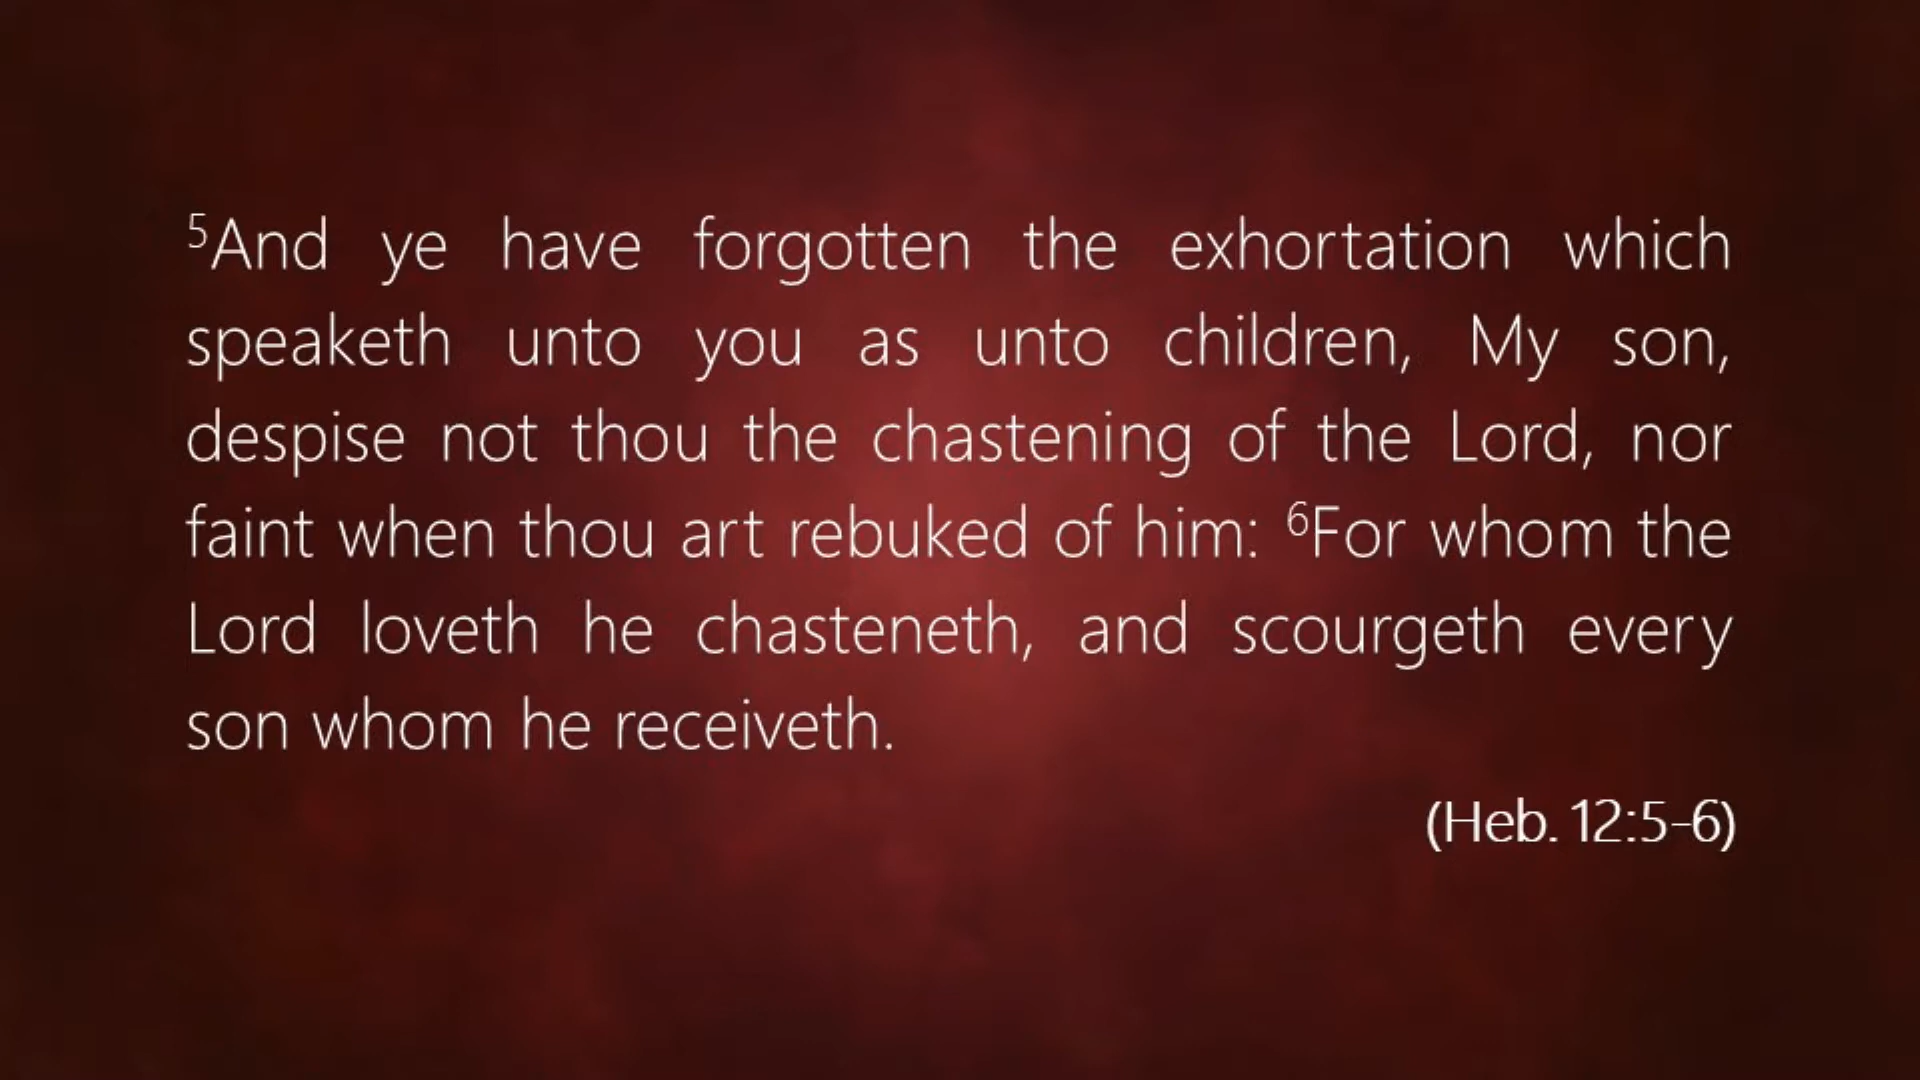 ⁵And ye have forgotten the exhortation which
speaketh unto you as unto children, My son,
despise not thou the chastening of the Lord, nor
faint when thou art rebuked of him: ⁶For whom the
Lord loveth he chasteneth, and scourgeth every
son whom he receiveth.
(Heb. 12:5-6)